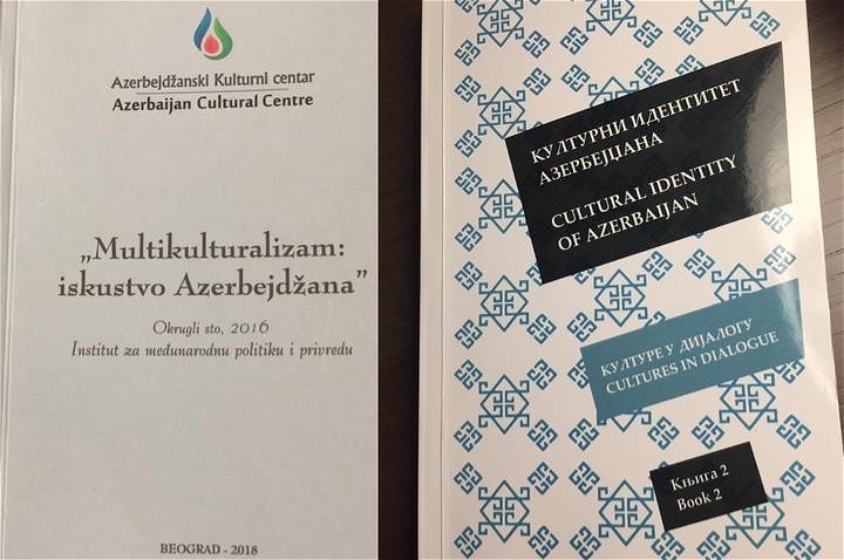 Azerbejdžanski Kulturni centar
Azerbaijan Cultural Centre
„Multikulturalizam:
iskustvo Azerbejdžana”
Okrugli sto, 2016
Institut za međunarodnu politiku i privredu
BEOGRAD - 2018
КУЛТУРНИ ИДЕНТИТЕТ
АЗЕРБЕЈЏАНА
CULTURAL IDENTITY
OF AZERBAIJAN
КУЛТУРЕ У ДИЈАЛОГУ
CULTURES IN DIALOGUE
Књига 2
Book 2